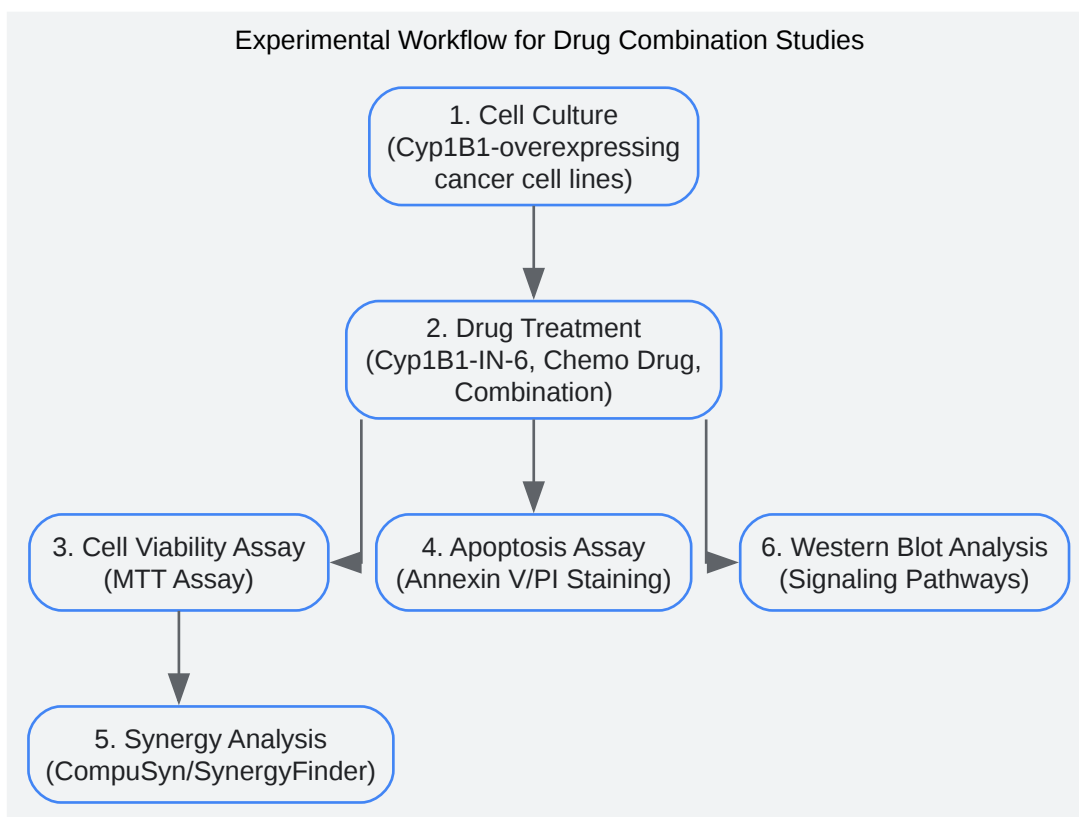 Experimental Workflow for Drug Combination Studies
1. Cell Culture
(Cyp1B1-overexpressing
cancer cell lines)
2. Drug Treatment
(Cyp1B1-IN-6, Chemo Drug,
Combination)
3. Cell Viability Assay
(MTT Assay)
4. Apoptosis Assay
(Annexin V/PI Staining)
6. Western Blot Analysis
(Signaling Pathways)
5. Synergy Analysis
(CompuSyn/SynergyFinder)